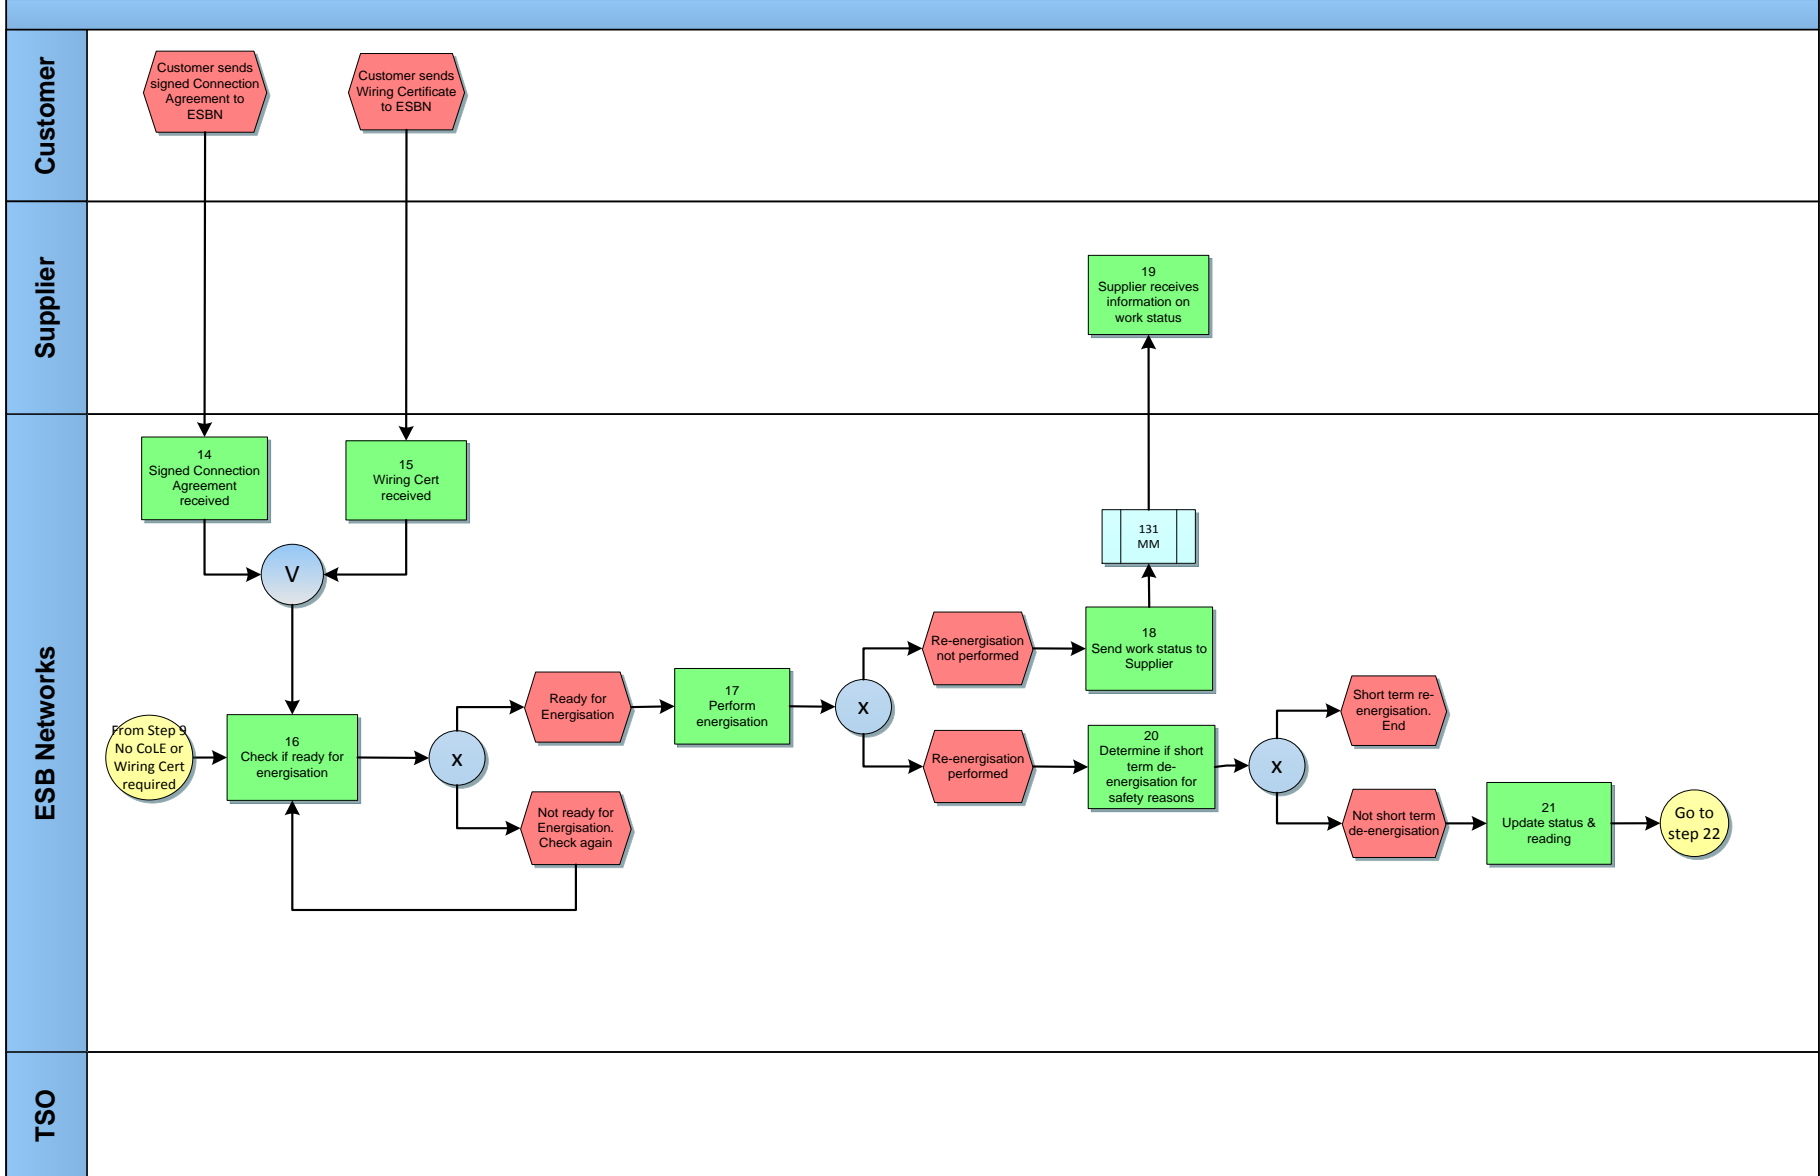 Customer
Customer sends
signed Connection
Agreement to
ESBN
Customer sends
Wiring Certificate
to ESBN
Supplier
19
Supplier receives
information on
work status
ESB Networks
14
Signed Connection
Agreement
received
15
Wiring Cert
received
V
131
MM
From Step 9
No CoLE or
Wiring Cert
required
16
Check if ready for
energisation
X
Ready for
Energisation
Not ready for
Energisation.
Check again
17
Perform
energisation
X
Re-energisation
not performed
18
Send work status to
Supplier
Re-energisation
performed
20
Determine if short
term de-
energisation for
safety reasons
X
Short term re-
energisation.
End
Not short term
de-energisation
21
Update status &
reading
Go to
step 22
TSO